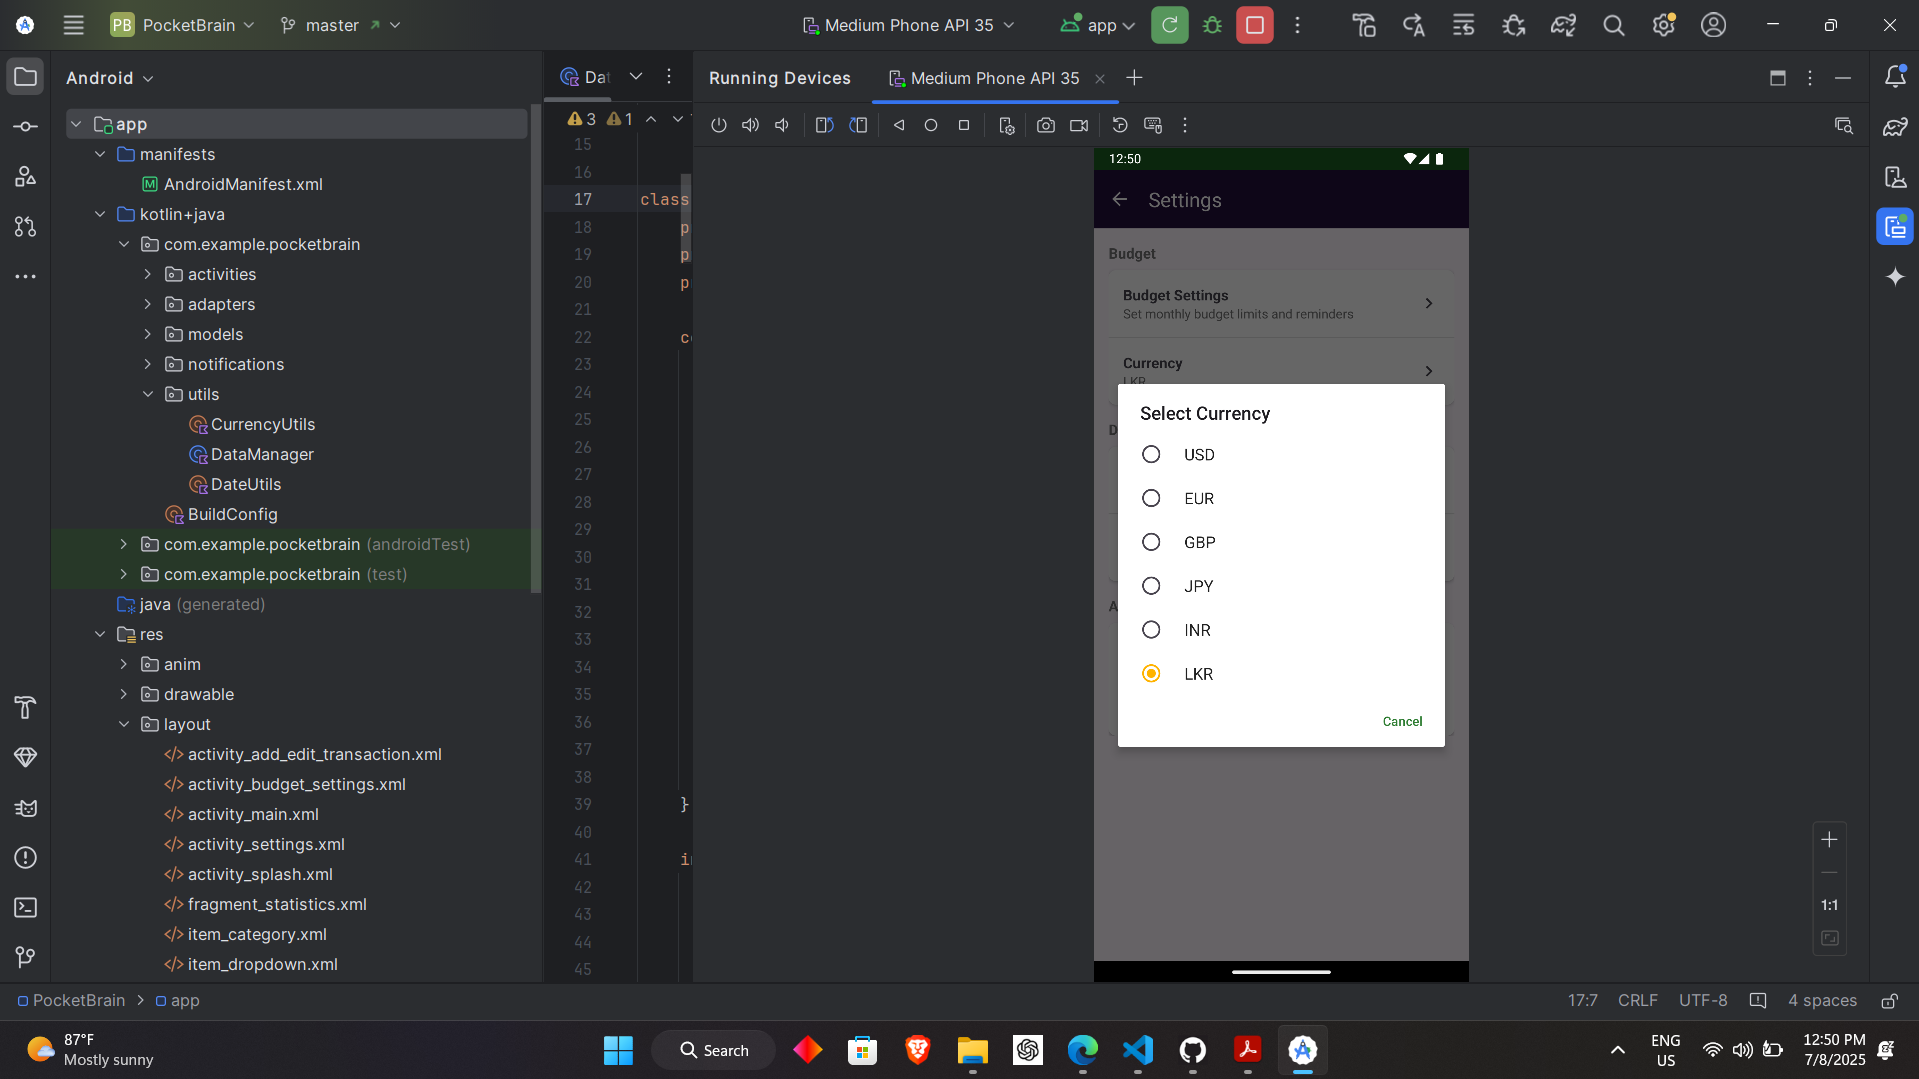 PB PocketBrain master
Medium Phone API 35 app
Android
app
manifests
AndroidManifest.xml
kotlin+java
com.example.pocketbrain
activities
adapters
models
notifications
utils
CurrencyUtils
DataManager
DateUtils
BuildConfig
com.example.pocketbrain (androidTest)
com.example.pocketbrain (test)
java (generated)
res
anim
drawable
layout
activity_add_edit_transaction.xml
activity_budget_settings.xml
activity_main.xml
activity_settings.xml
activity_splash.xml
fragment_statistics.xml
item_category.xml
item_dropdown.xml
Dat
3 1
15
16
17 class
18 p
19 p
20 p
21
22 co
23
24
25
26
27
28
29
30
31
32
33
34
35
36
37
38
39 }
40
41 in
42
43
44
45
Running Devices Medium Phone API 35
12:50
Settings
Budget
Budget Settings
Set monthly budget limits and reminders
Currency
LKR
D
A
Select Currency
USD
EUR
GBP
JPY
INR
LKR
Cancel
1:1
PocketBrain app
17:7 CRLF UTF-8 4 spaces
87°F
Mostly sunny
Search
ENG
US
12:50 PM
7/8/2025